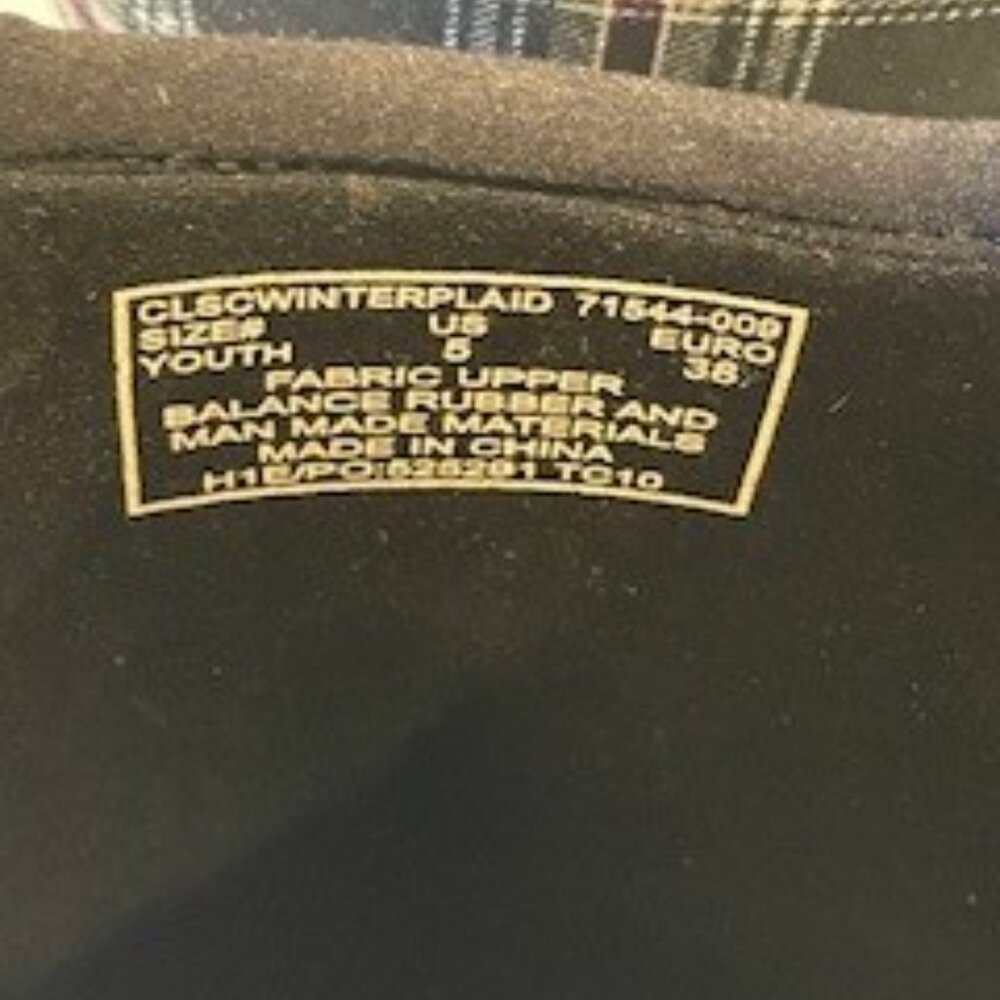 CLSCWINTERPLAID 71544-009
SIZE# US EURO
YOUTH 5 38
FABRIC UPPER
BALANCE RUBBER AND
MAN MADE MATERIALS
MADE IN CHINA
H1E/PO:525291 TC10